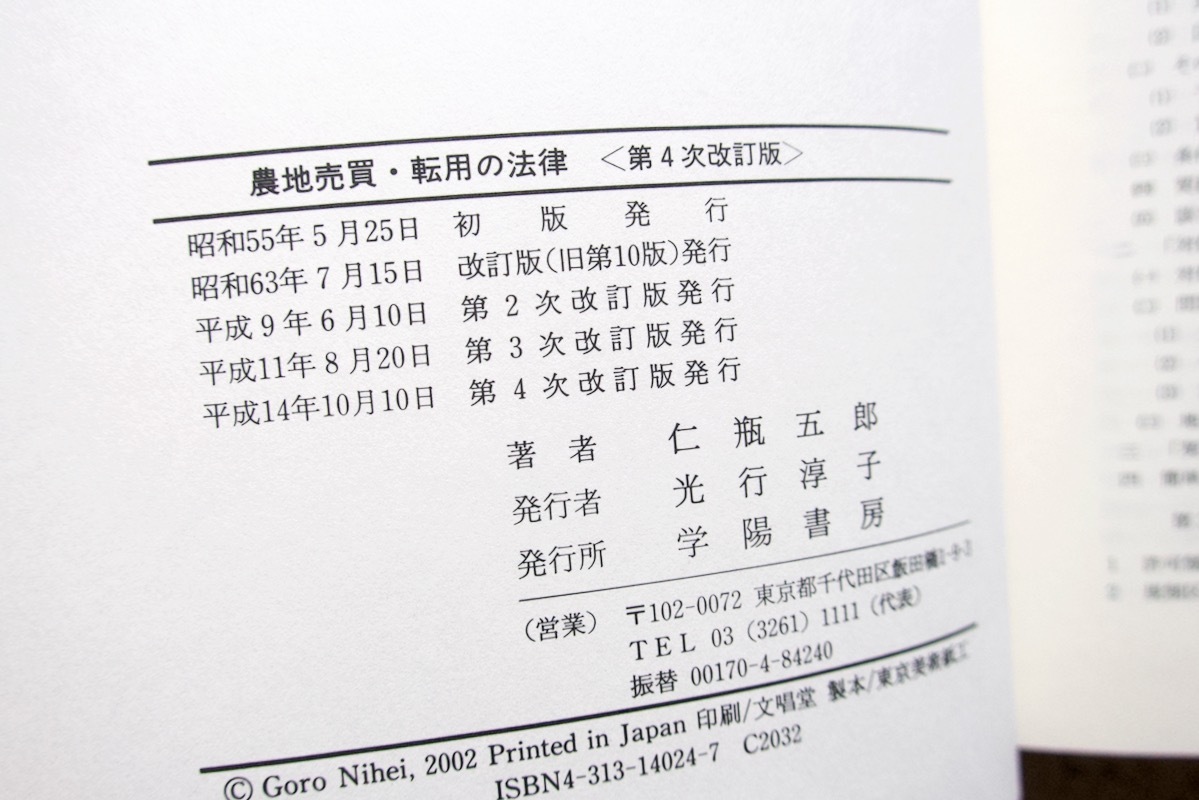 農地売買・転用の法律 〈第4次改訂版〉
昭和55年5月25日 初版発行
昭和63年7月15日 改訂版(旧第10版)発行
平成9年6月10日 第2次改訂版発行
平成11年8月20日 第3次改訂版発行
平成14年10月10日 第4次改訂版発行
著者 仁瓶五郎
発行者 光行淳子
発行所 学陽書房
(営業) 〒102-0072 東京都千代田区飯田橋1-9-3
TEL 03 (3261) 1111 (代表)
振替 00170-4-84240
© Goro Nihei, 2002 Printed in Japan 印刷/文唱堂 製本/東京美術紙工
ISBN4-313-14024-7 C2032